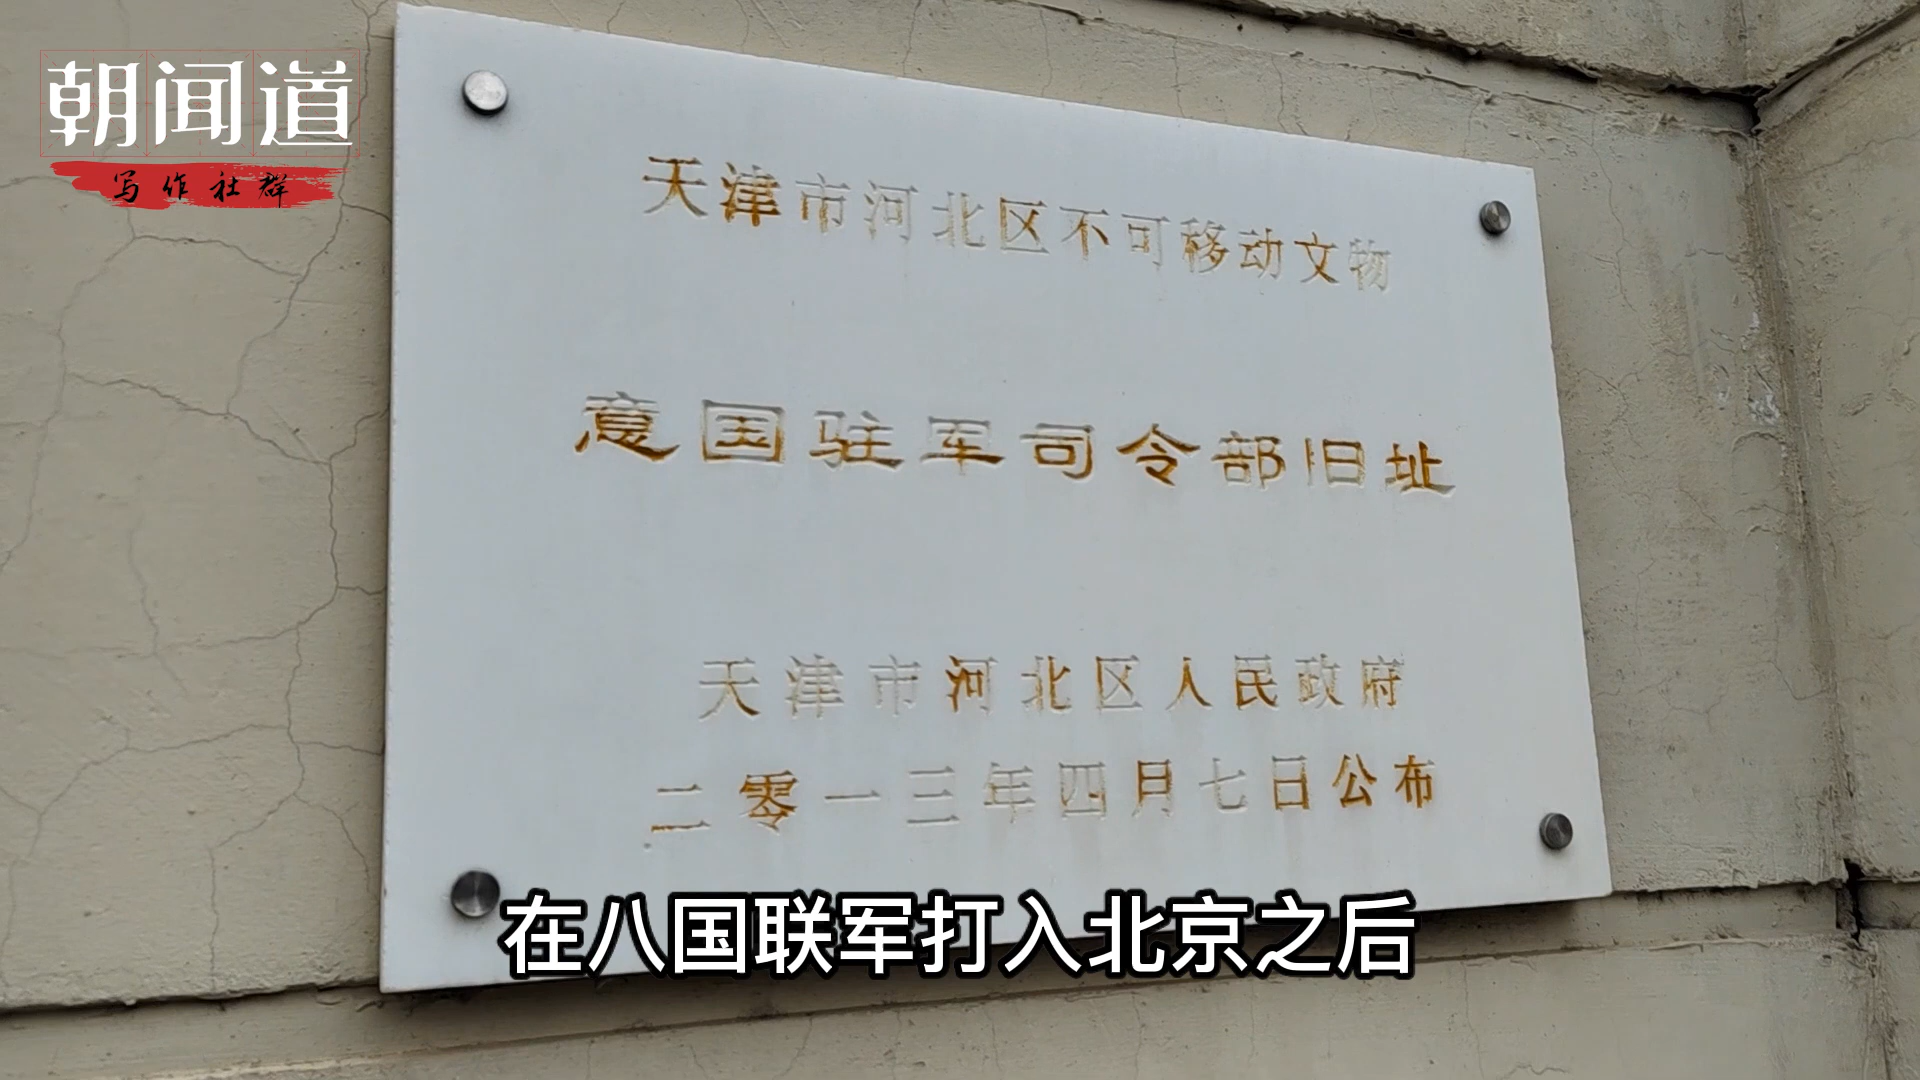 朝闻道
写作社群
天津市河北区不可移动文物
意国驻军司令部旧址
天津市河北区人民政府
二零一三年四月七日公布
在八国联军打入北京之后